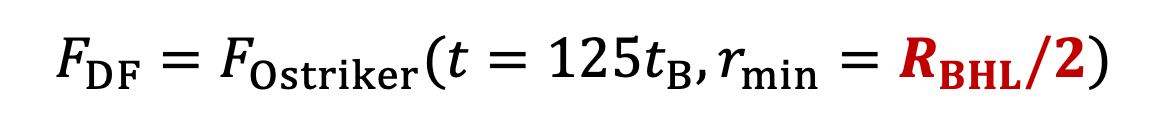 F_DF = F_Ostriker(t = 125t_B, r_min = R_BHL/2)